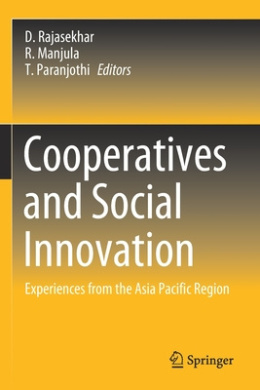 D. Rajasekhar
R. Manjula
T. Paranjothi Editors
Cooperatives
and Social
Innovation
Experiences from the Asia Pacific Region
Springer